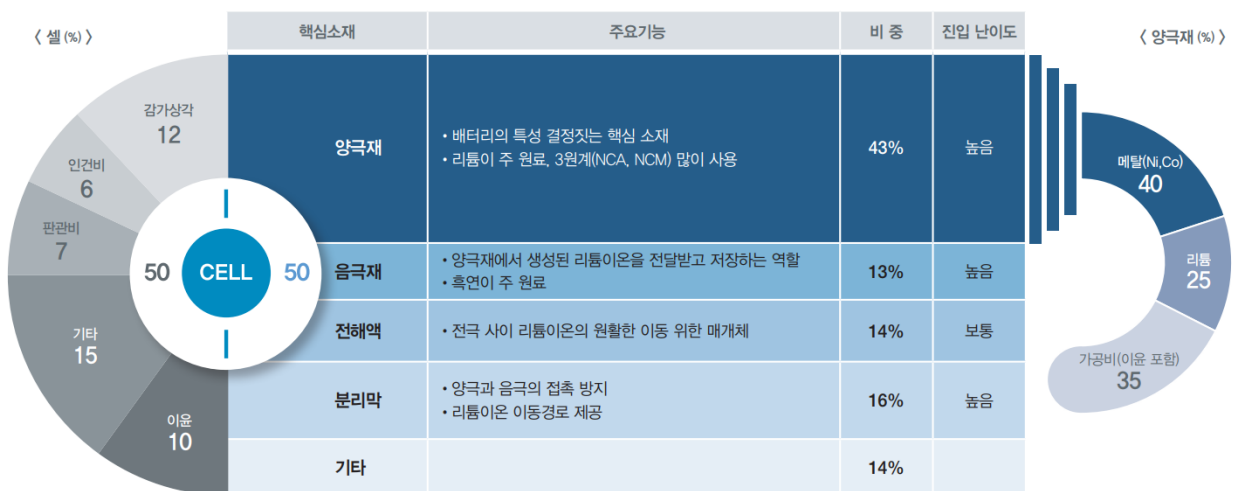 〈 셀 (%) 〉
감가상각
12
인건비
6
판관비
7
기타
15
이윤
10
50 CELL 50
핵심소재 주요기능 비 중 진입 난이도
양극재
• 배터리의 특성 결정짓는 핵심 소재
• 리튬이 주 원료, 3원계(NCA, NCM) 많이 사용
43% 높음
음극재
• 양극재에서 생성된 리튬이온을 전달받고 저장하는 역할
• 흑연이 주 원료
13% 높음
전해액 • 전극 사이 리튬이온의 원활한 이동 위한 매개체 14% 보통
분리막
• 양극과 음극의 접촉 방지
• 리튬이온 이동경로 제공
16% 높음
기타 14%
〈 양극재 (%) 〉
메탈(Ni,Co)
40
리튬
25
가공비(이윤 포함)
35